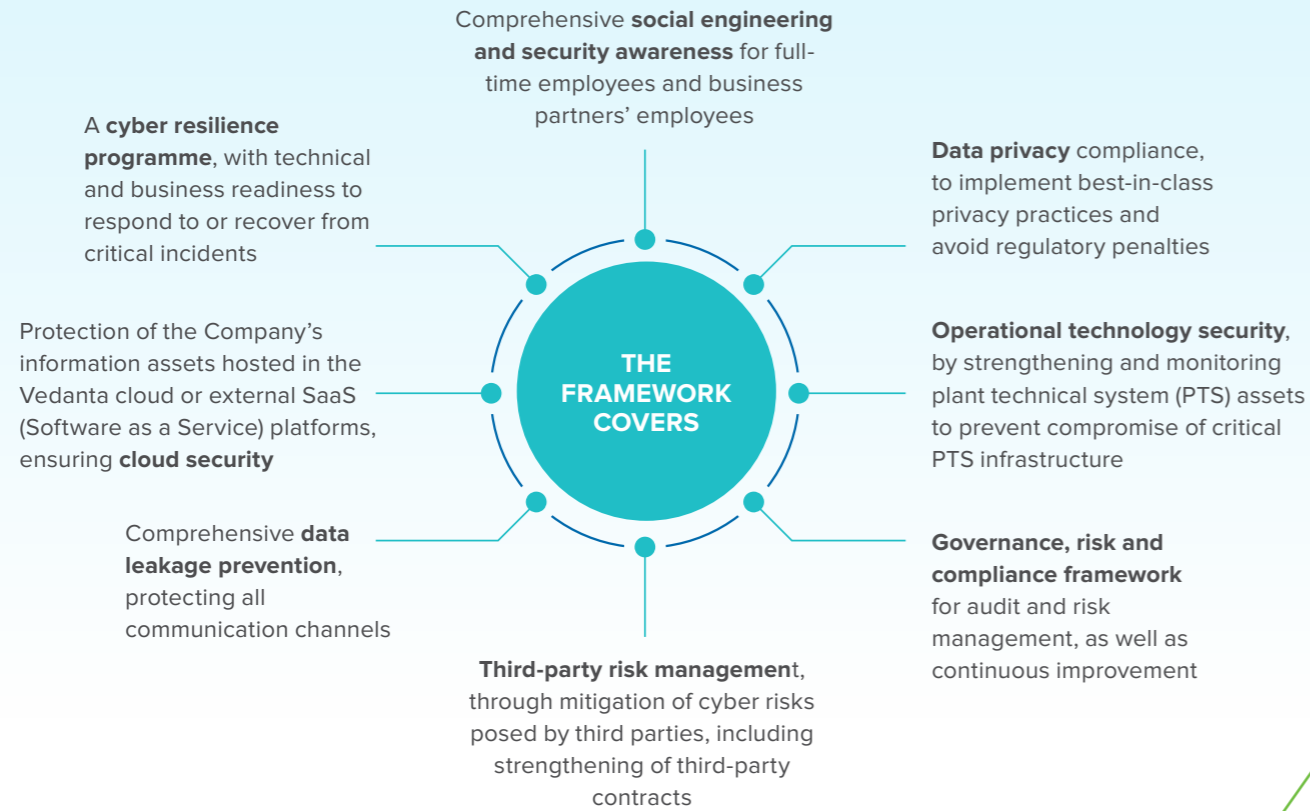 Comprehensive social engineering
and security awareness for full-
time employees and business
partners’ employees
A cyber resilience
programme, with technical
and business readiness to
respond to or recover from
critical incidents
Data privacy compliance,
to implement best-in-class
privacy practices and
avoid regulatory penalties
Protection of the Company’s
information assets hosted in the
Vedanta cloud or external SaaS
(Software as a Service) platforms,
ensuring cloud security
THE
FRAMEWORK
COVERS
Operational technology security,
by strengthening and monitoring
plant technical system (PTS) assets
to prevent compromise of critical
PTS infrastructure
Comprehensive data
leakage prevention,
protecting all
communication channels
Governance, risk and
compliance framework
for audit and risk
management, as well as
continuous improvement
Third-party risk management,
through mitigation of cyber risks
posed by third parties, including
strengthening of third-party
contracts